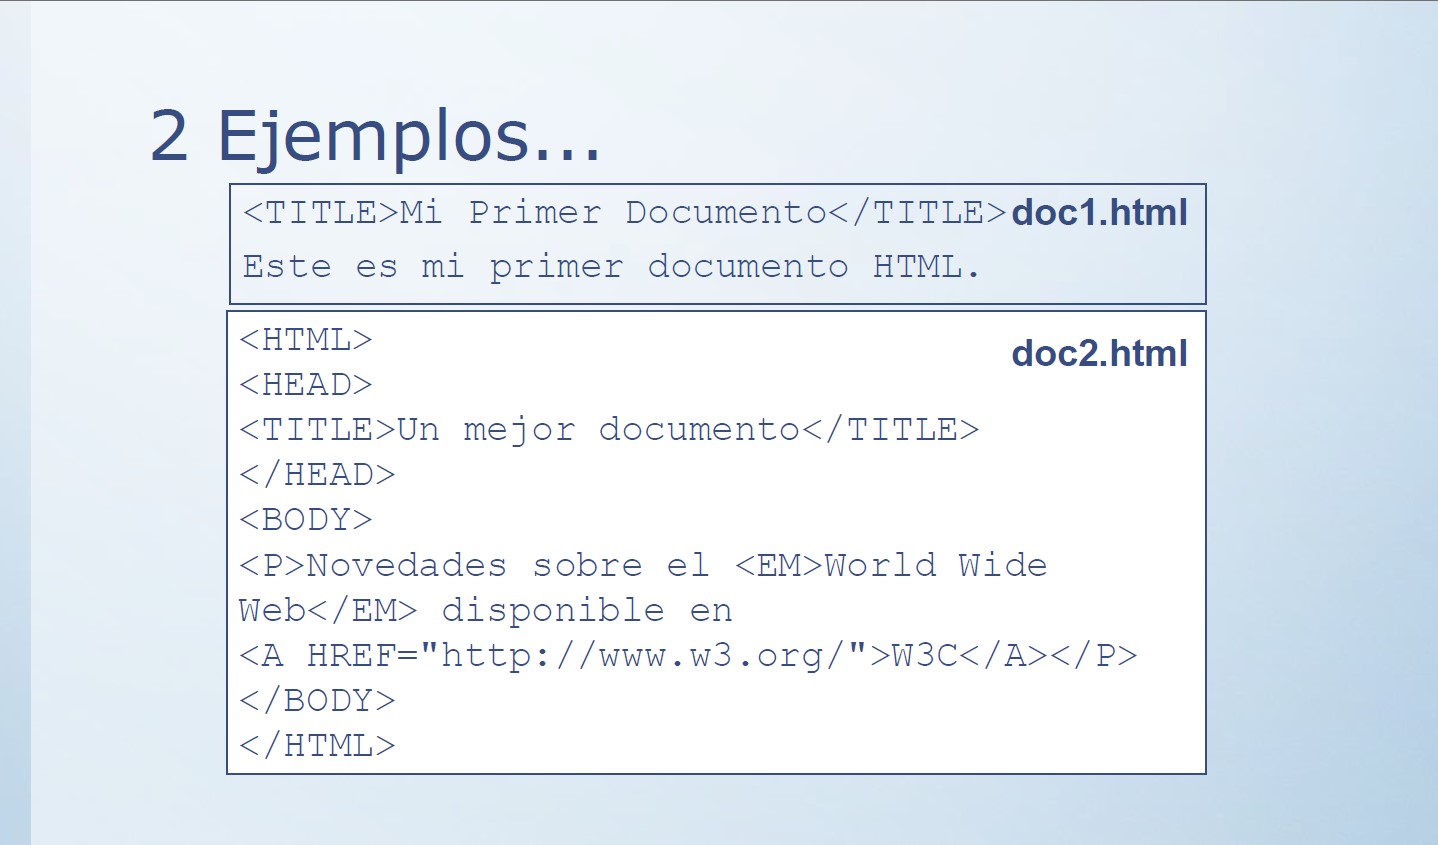 2 Ejemplos...
<TITLE>Mi Primer Documento</TITLE> doc1.html
Este es mi primer documento HTML.
<HTML>
doc2.html
<HEAD>
<TITLE>Un mejor documento</TITLE>
</HEAD>
<BODY>
<P>Novedades sobre el <EM>World Wide
Web</EM> disponible en
<A HREF="http://www.w3.org/">W3C</A></P>
</BODY>
</HTML>